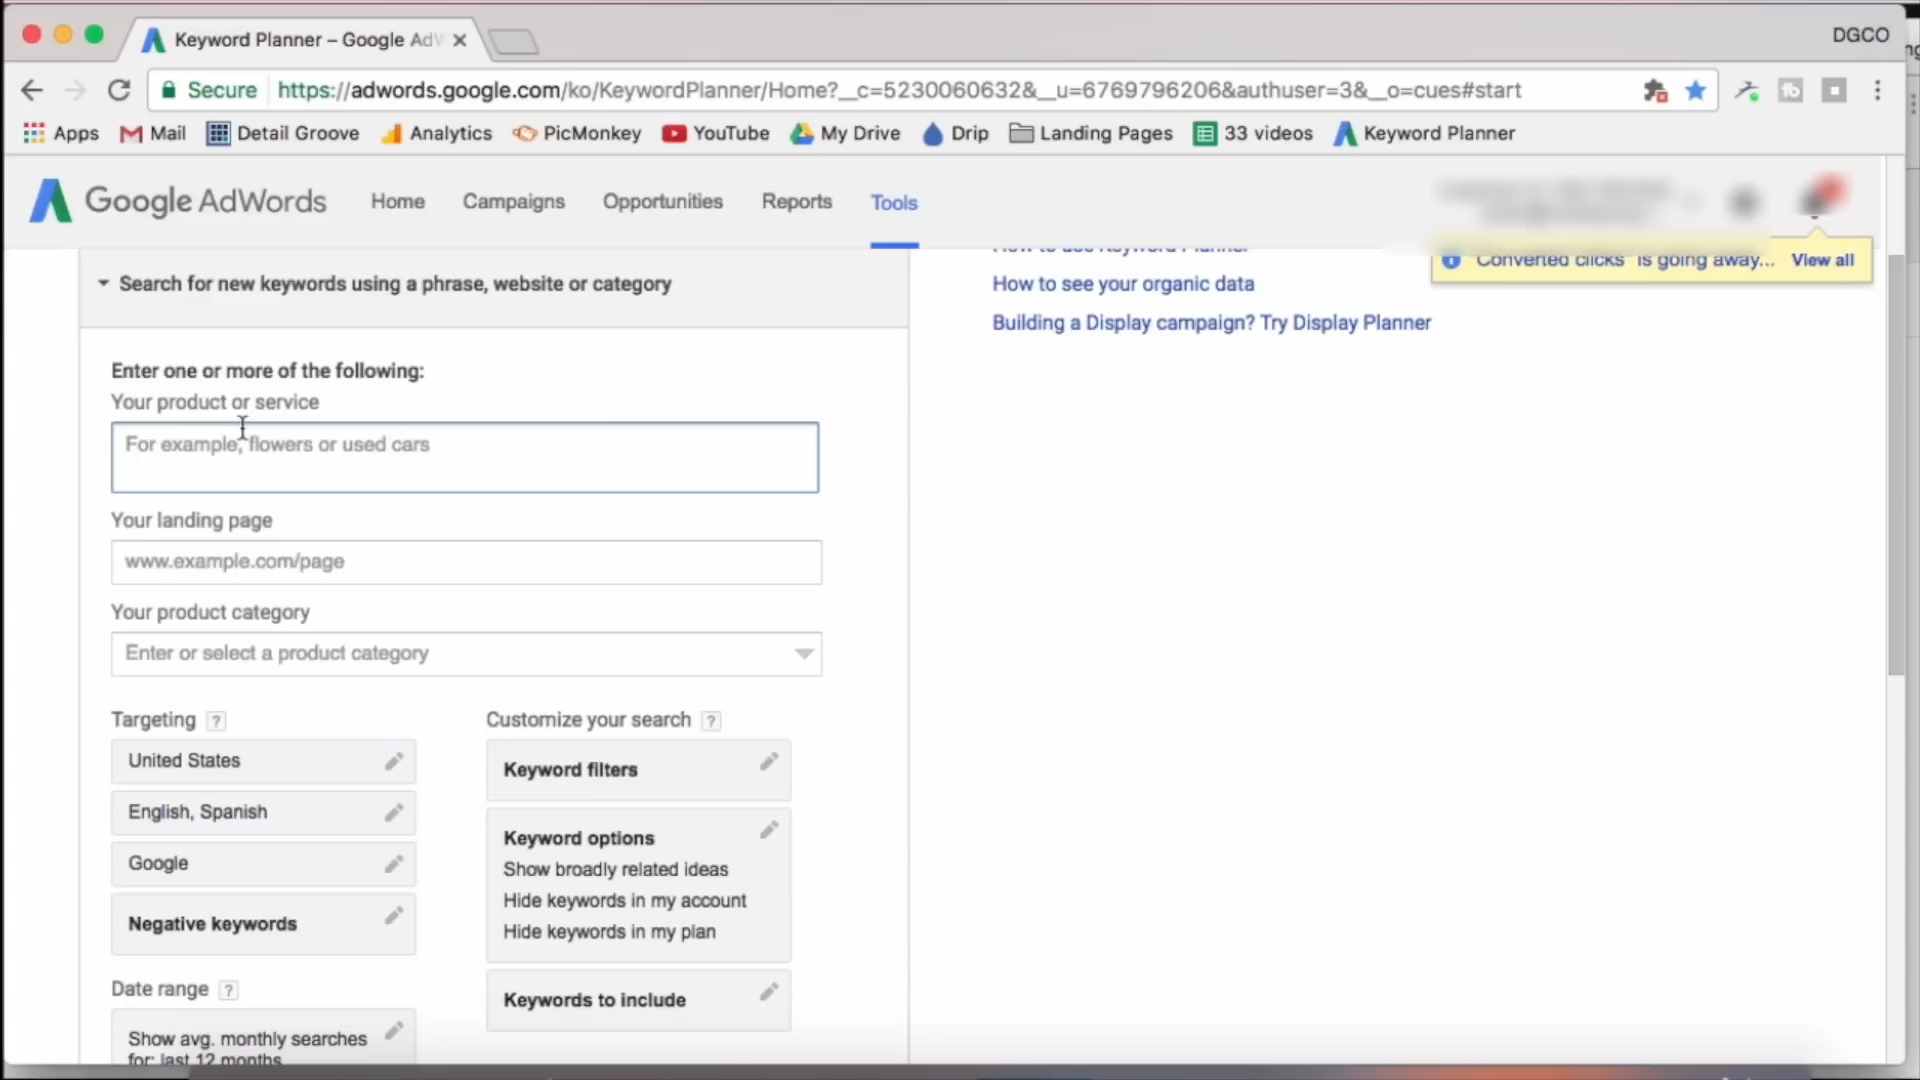 Keyword Planner – Google Ad
DGCO
Secure
https://adwords.google.com/ko/KeywordPlanner/Home?__c=5230060632&__u=6769796206&authuser=3&__o=cues#start
Apps
Mail
Detail Groove
Analytics
PicMonkey
YouTube
My Drive
Drip
Landing Pages
33 videos
Keyword Planner
Google AdWords
Home
Campaigns
Opportunities
Reports
Tools
How to use Keyword Planner
"Converted clicks" is going away...
View all
Search for new keywords using a phrase, website or category
How to see your organic data
Building a Display campaign? Try Display Planner
Enter one or more of the following:
Your product or service
For example, flowers or used cars
Your landing page
www.example.com/page
Your product category
Enter or select a product category
Targeting ?
United States
English, Spanish
Google
Negative keywords
Date range ?
Show avg. monthly searches
for: last 12 months
Customize your search ?
Keyword filters
Keyword options
Show broadly related ideas
Hide keywords in my account
Hide keywords in my plan
Keywords to include